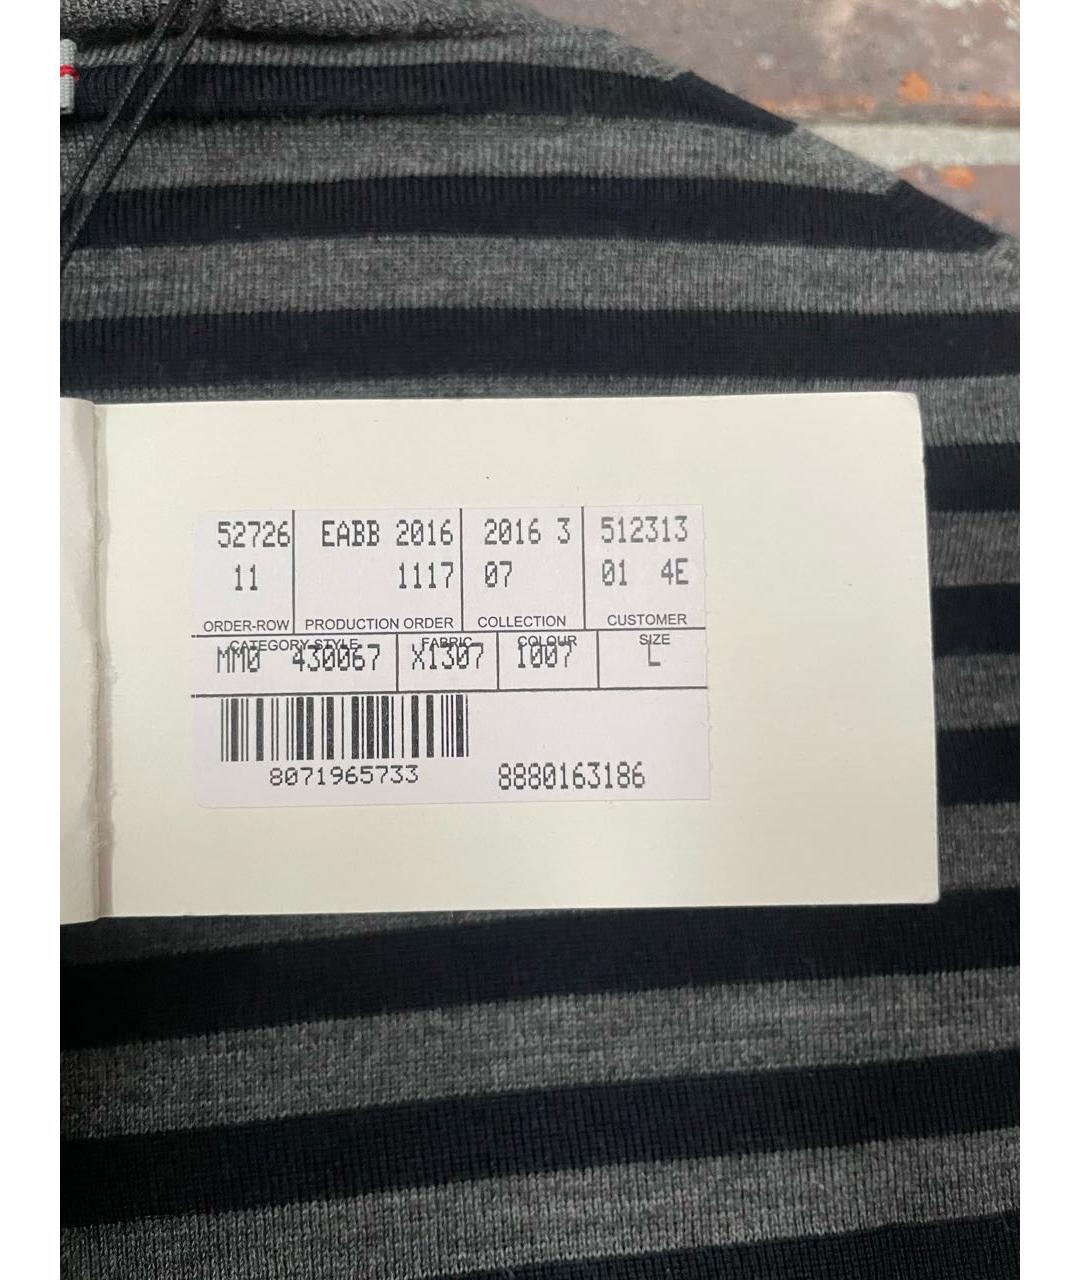 52726 EABB 2016 2016 3 512313
11 1117 07 01 4E
ORDER-ROW PRODUCTION ORDER COLLECTION CUSTOMER
CATEGORY-STYLE FABRIC COLOUR SIZE
MM0 430067 X1307 1007 L
8071965733 8880163186